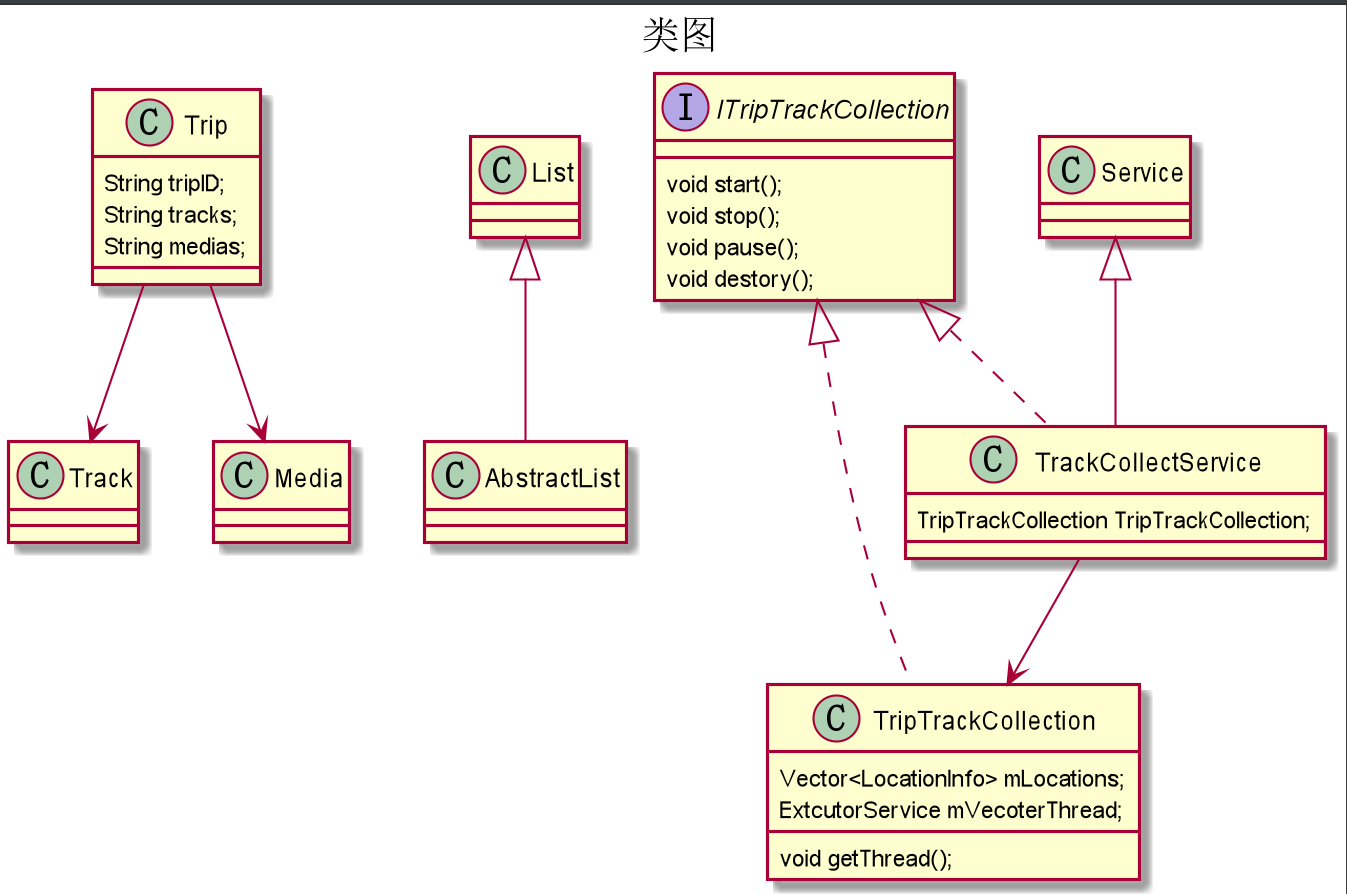 类图
C Trip
String tripID;
String tracks;
String medias;
C List
I ITripTrackCollection
void start();
void stop();
void pause();
void destory();
C Service
C Track
C Media
C AbstractList
C TrackCollectService
TripTrackCollection TripTrackCollection;
C TripTrackCollection
Vector<LocationInfo> mLocations;
ExtcutorService mVecoterThread;
void getThread();